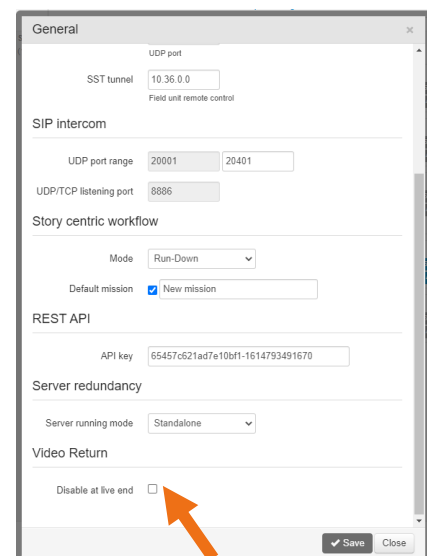 General ×
UDP port
SST tunnel 10.36.0.0
Field unit remote control
SIP intercom
UDP port range 20001 20401
UDP/TCP listening port 8886
Story centric workflow
Mode Run-Down
Default mission New mission
REST API
API key 65457c621ad7e10bf1-1614793491670
Server redundancy
Server running mode Standalone
Video Return
Disable at live end
Save Close